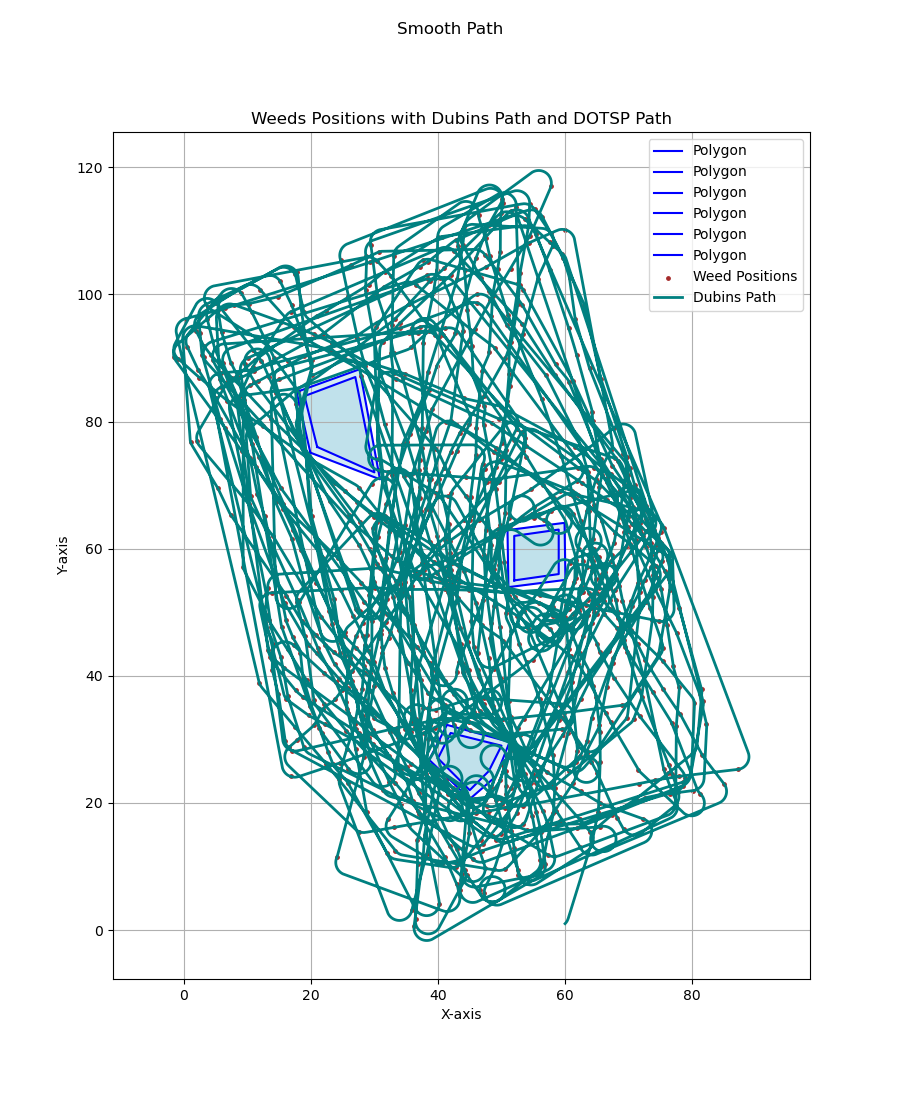 Smooth Path
Weeds Positions with Dubins Path and DOTSP Path
Polygon
Polygon
Polygon
Polygon
Polygon
Polygon
Weed Positions
Dubins Path
120
100
80
60
40
20
0
Y-axis
0 20 40 60 80
X-axis